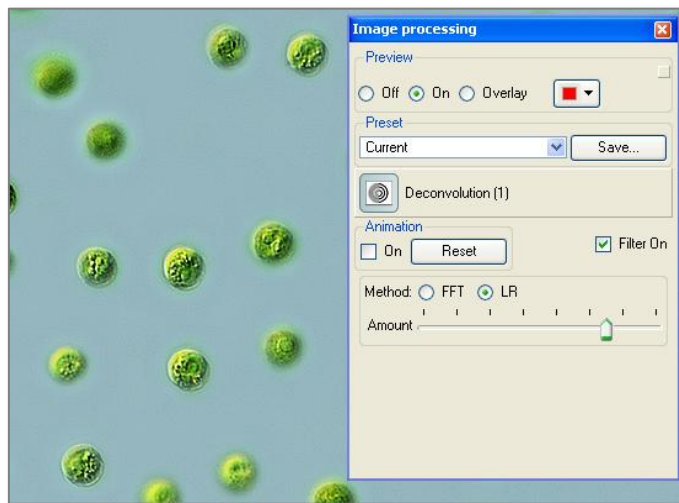 Image processing
Preview
Off On Overlay
Preset
Current Save...
Deconvolution (1)
Animation
On Reset Filter On
Method: FFT LR
Amount